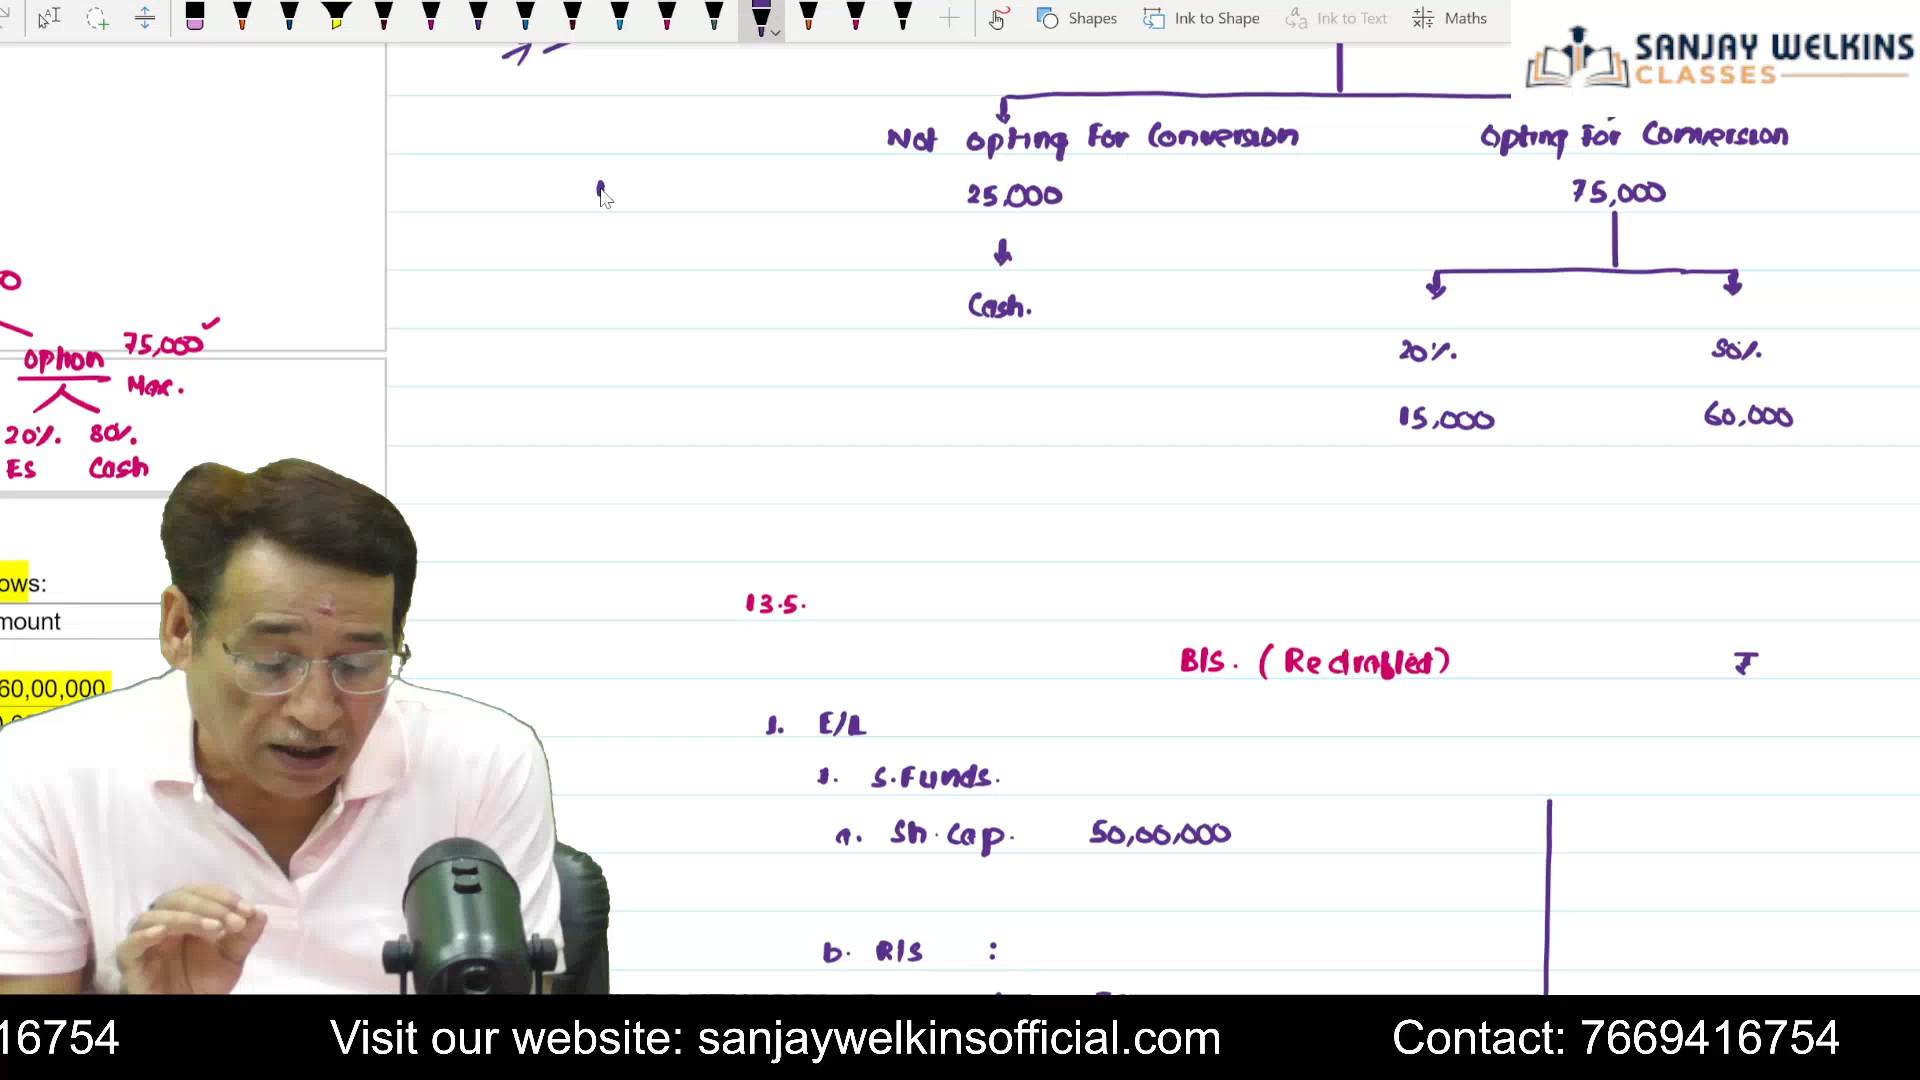 Shapes
Ink to Shape
Ink to Text
Maths
SANJAY WELKINS
CLASSES
Not Opting For Conversion
Opting For Conversion
25,000
75,000
Cash.
20%.
80%.
15,000
60,000
Option
75,000
Max.
20%.
80%.
ES
Cash
ows:
mount
60,00,000
13.5.
B/S. (Redrafted)
₹
1. E/L
1. S.Funds.
a. Sh.Cap. 50,00,000
b. R/S :
16754
Visit our website: sanjaywelkinsofficial.com
Contact: 7669416754